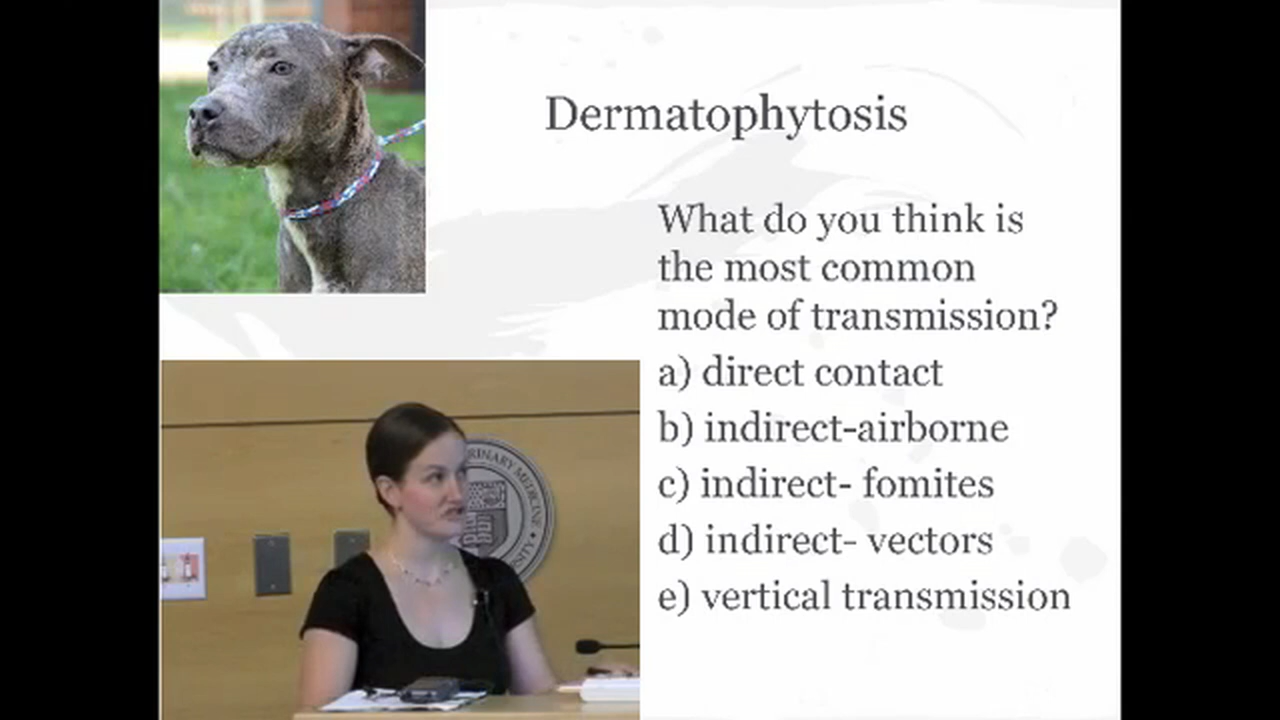 Dermatophytosis
What do you think is
the most common
mode of transmission?
a) direct contact
b) indirect-airborne
c) indirect- fomites
d) indirect- vectors
e) vertical transmission
MEDICINE